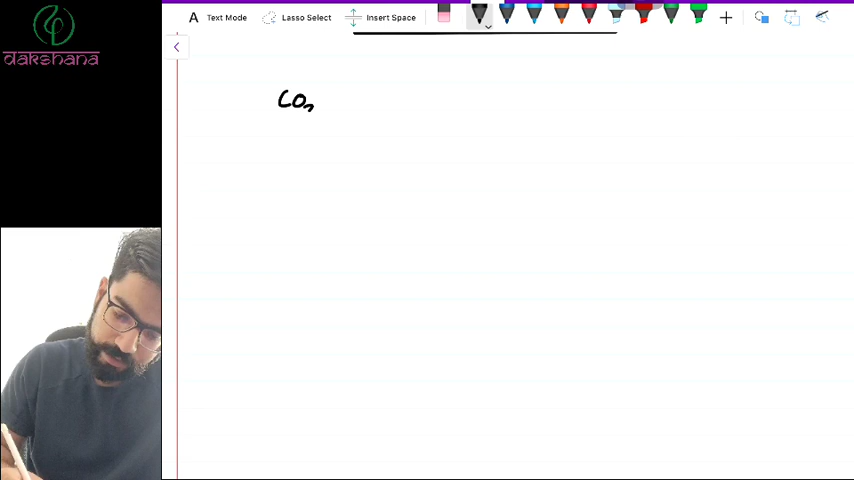 dakshana
Text Mode
Lasso Select
Insert Space
Co